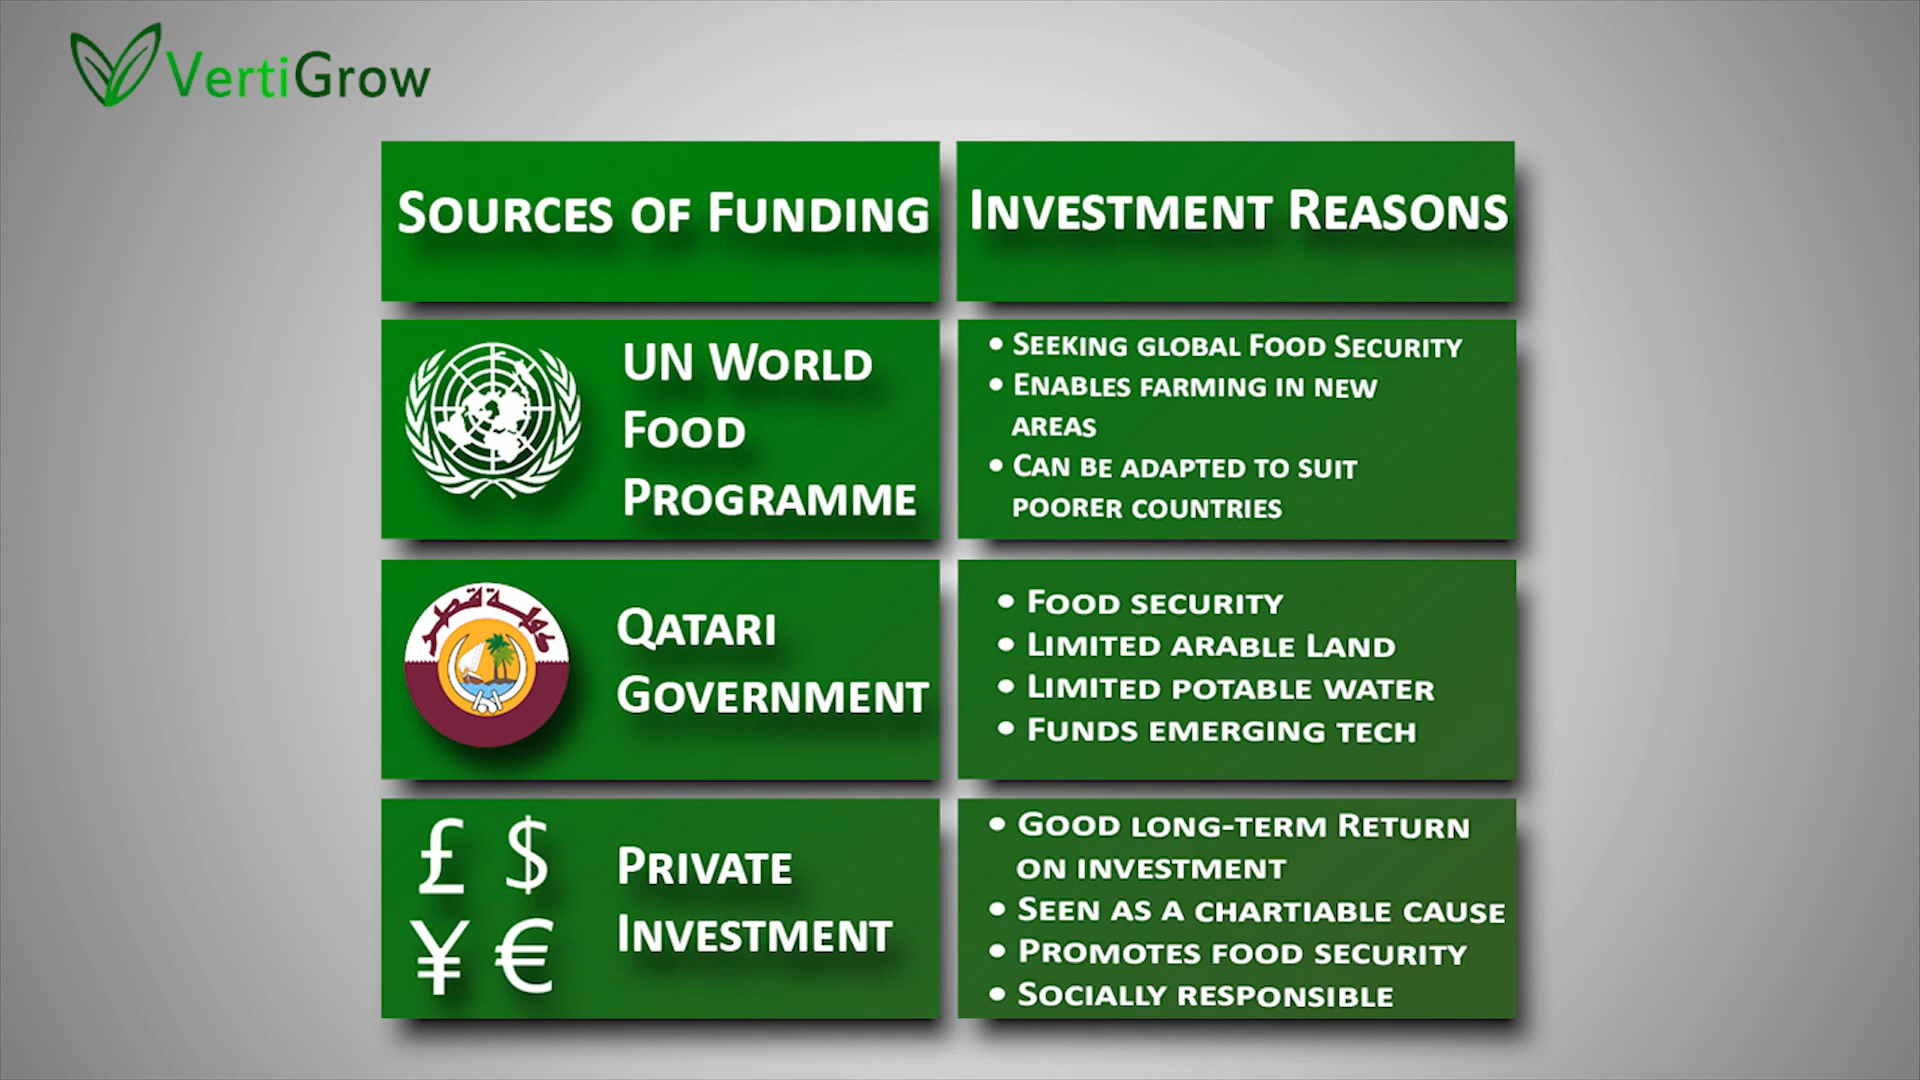 VertiGrow
Sources of Funding
Investment Reasons
UN World
Food
Programme
• Seeking global Food Security
• Enables farming in new
areas
• Can be adapted to suit
poorer countries
دولة قطر
Qatari
Government
• Food security
• Limited arable Land
• Limited potable water
• Funds emerging tech
£ $
¥ €
Private
Investment
• Good long-term Return
on investment
• Seen as a chartiable cause
• Promotes food security
• Socially responsible